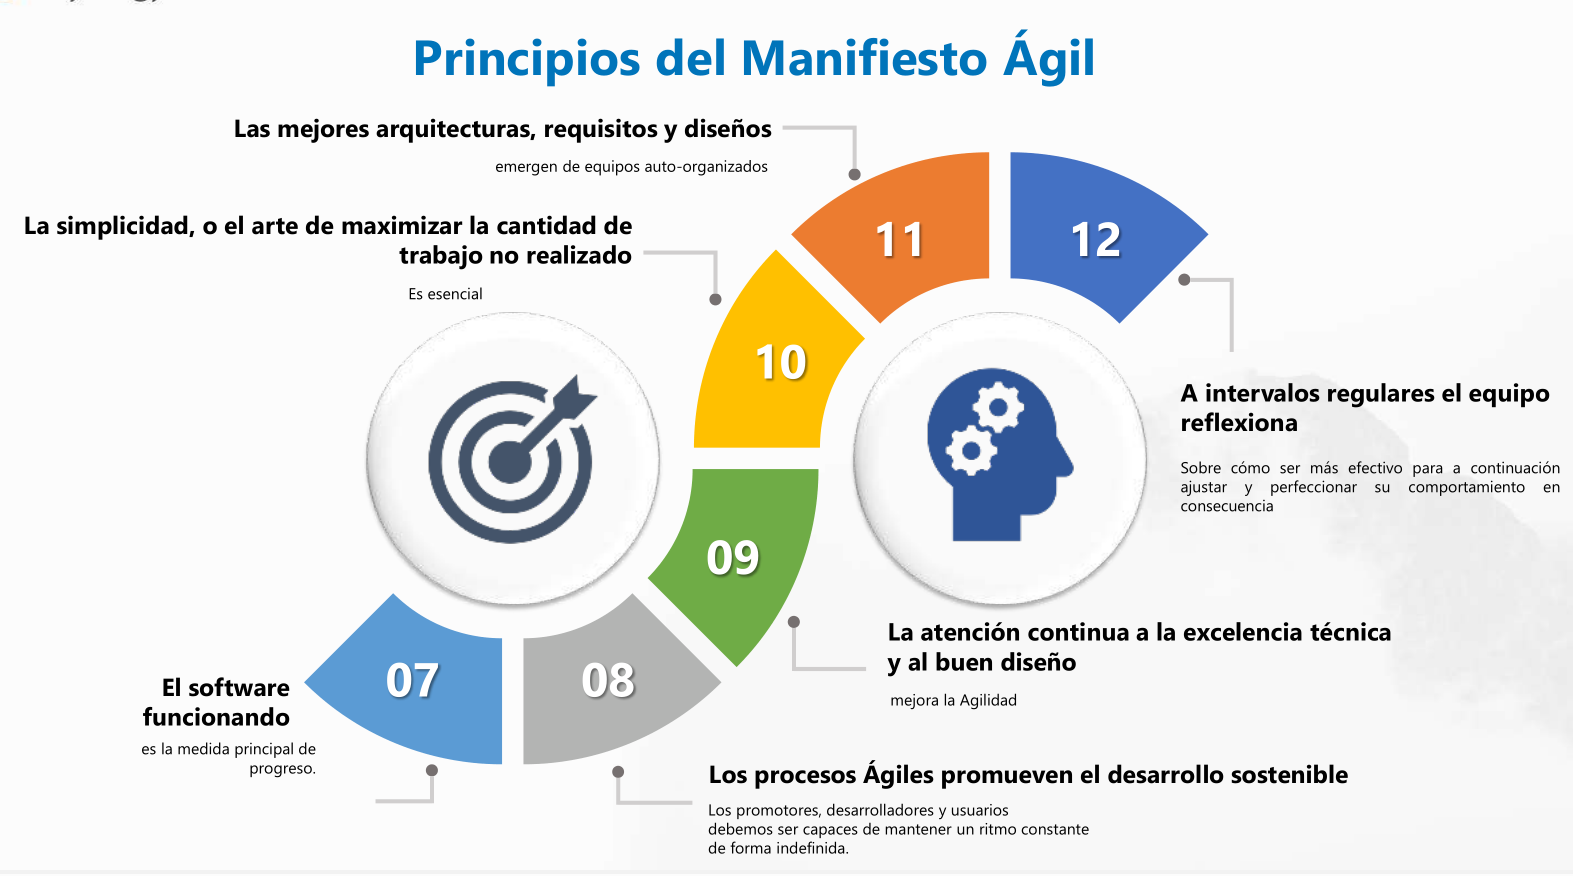 Principios del Manifiesto Ágil
Las mejores arquitecturas, requisitos y diseños
emergen de equipos auto-organizados
La simplicidad, o el arte de maximizar la cantidad de
trabajo no realizado
Es esencial
11
12
10
09
07
08
A intervalos regulares el equipo
reflexiona
Sobre cómo ser más efectivo para a continuación
ajustar y perfeccionar su comportamiento en
consecuencia
La atención continua a la excelencia técnica
y al buen diseño
mejora la Agilidad
El software
funcionando
es la medida principal de
progreso.
Los procesos Ágiles promueven el desarrollo sostenible
Los promotores, desarrolladores y usuarios
debemos ser capaces de mantener un ritmo constante
de forma indefinida.